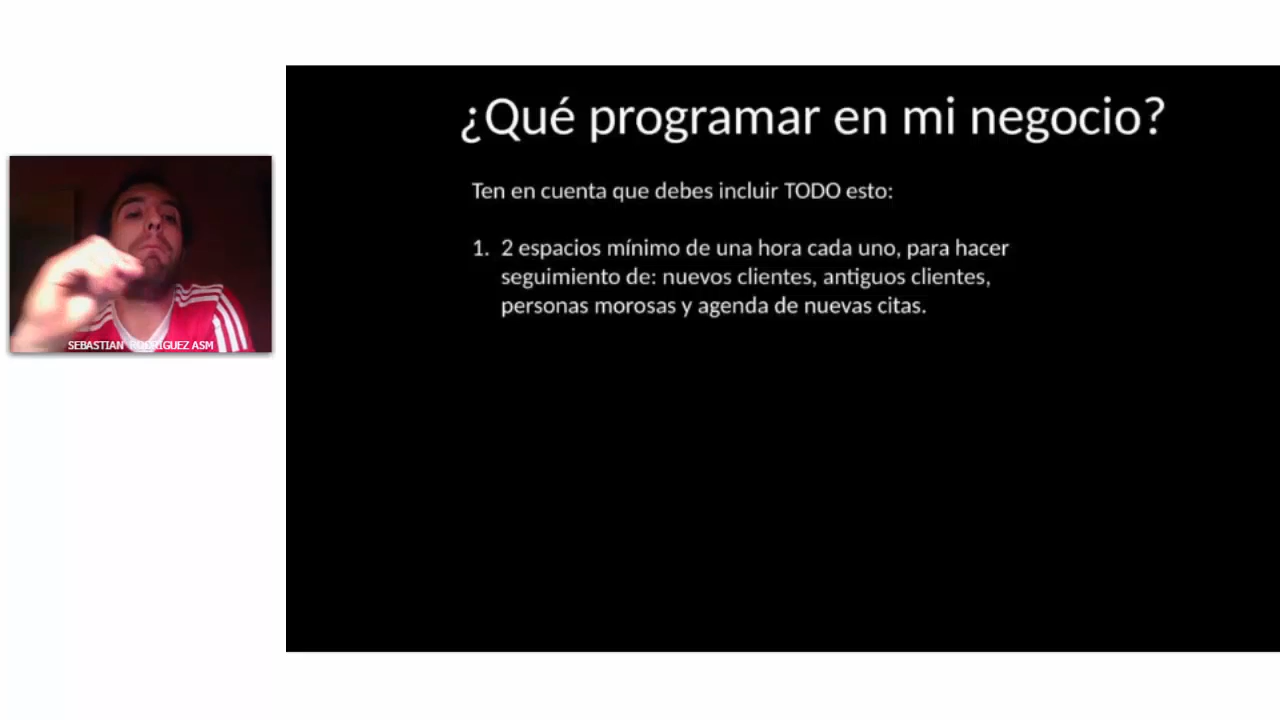 ¿Qué programar en mi negocio?
Ten en cuenta que debes incluir TODO esto:
1. 2 espacios mínimo de una hora cada uno, para hacer
seguimiento de: nuevos clientes, antiguos clientes,
personas morosas y agenda de nuevas citas.
SEBASTIAN RODRIGUEZ ASM